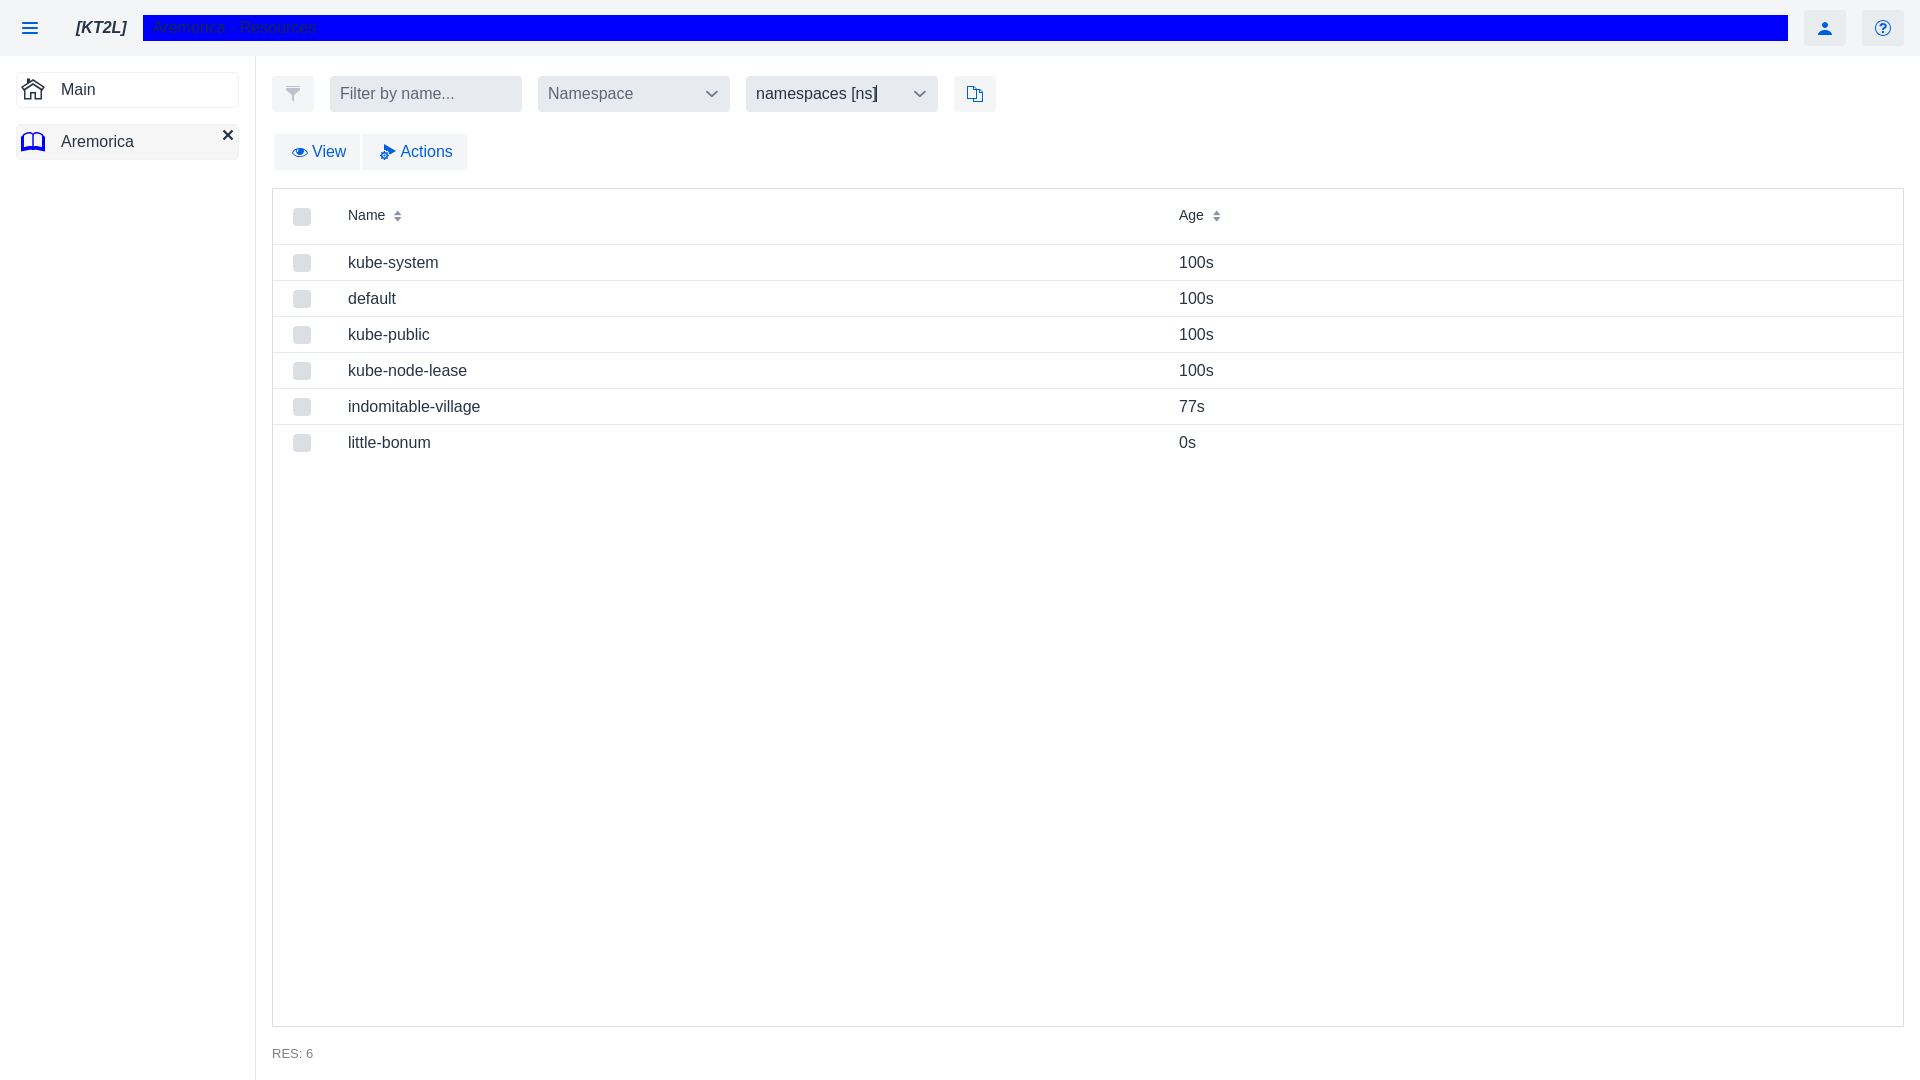 [KT2L] Aremorica - Resources
Main
Aremorica
Filter by name... Namespace namespaces [ns]
View Actions
Name Age
kube-system 100s
default 100s
kube-public 100s
kube-node-lease 100s
indomitable-village 77s
little-bonum 0s
RES: 6